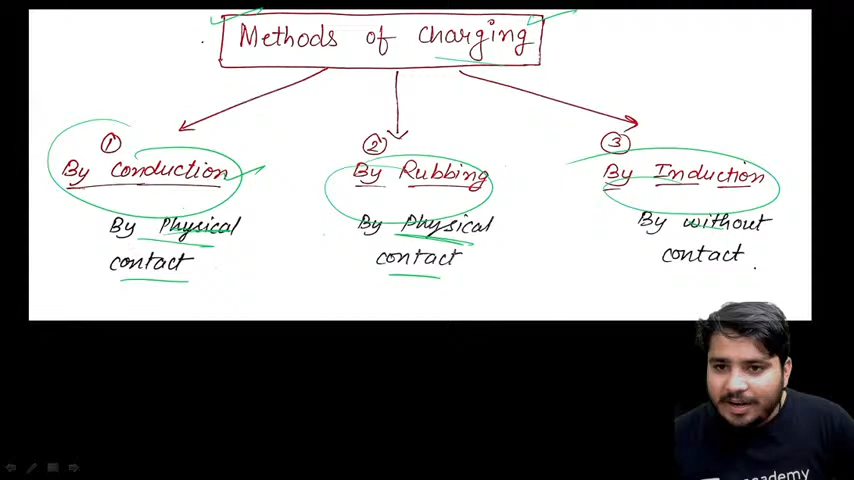 Methods of charging
① ② ③
By Conduction By Rubbing By Induction
By Physical By Physical By without
contact contact contact.
academy